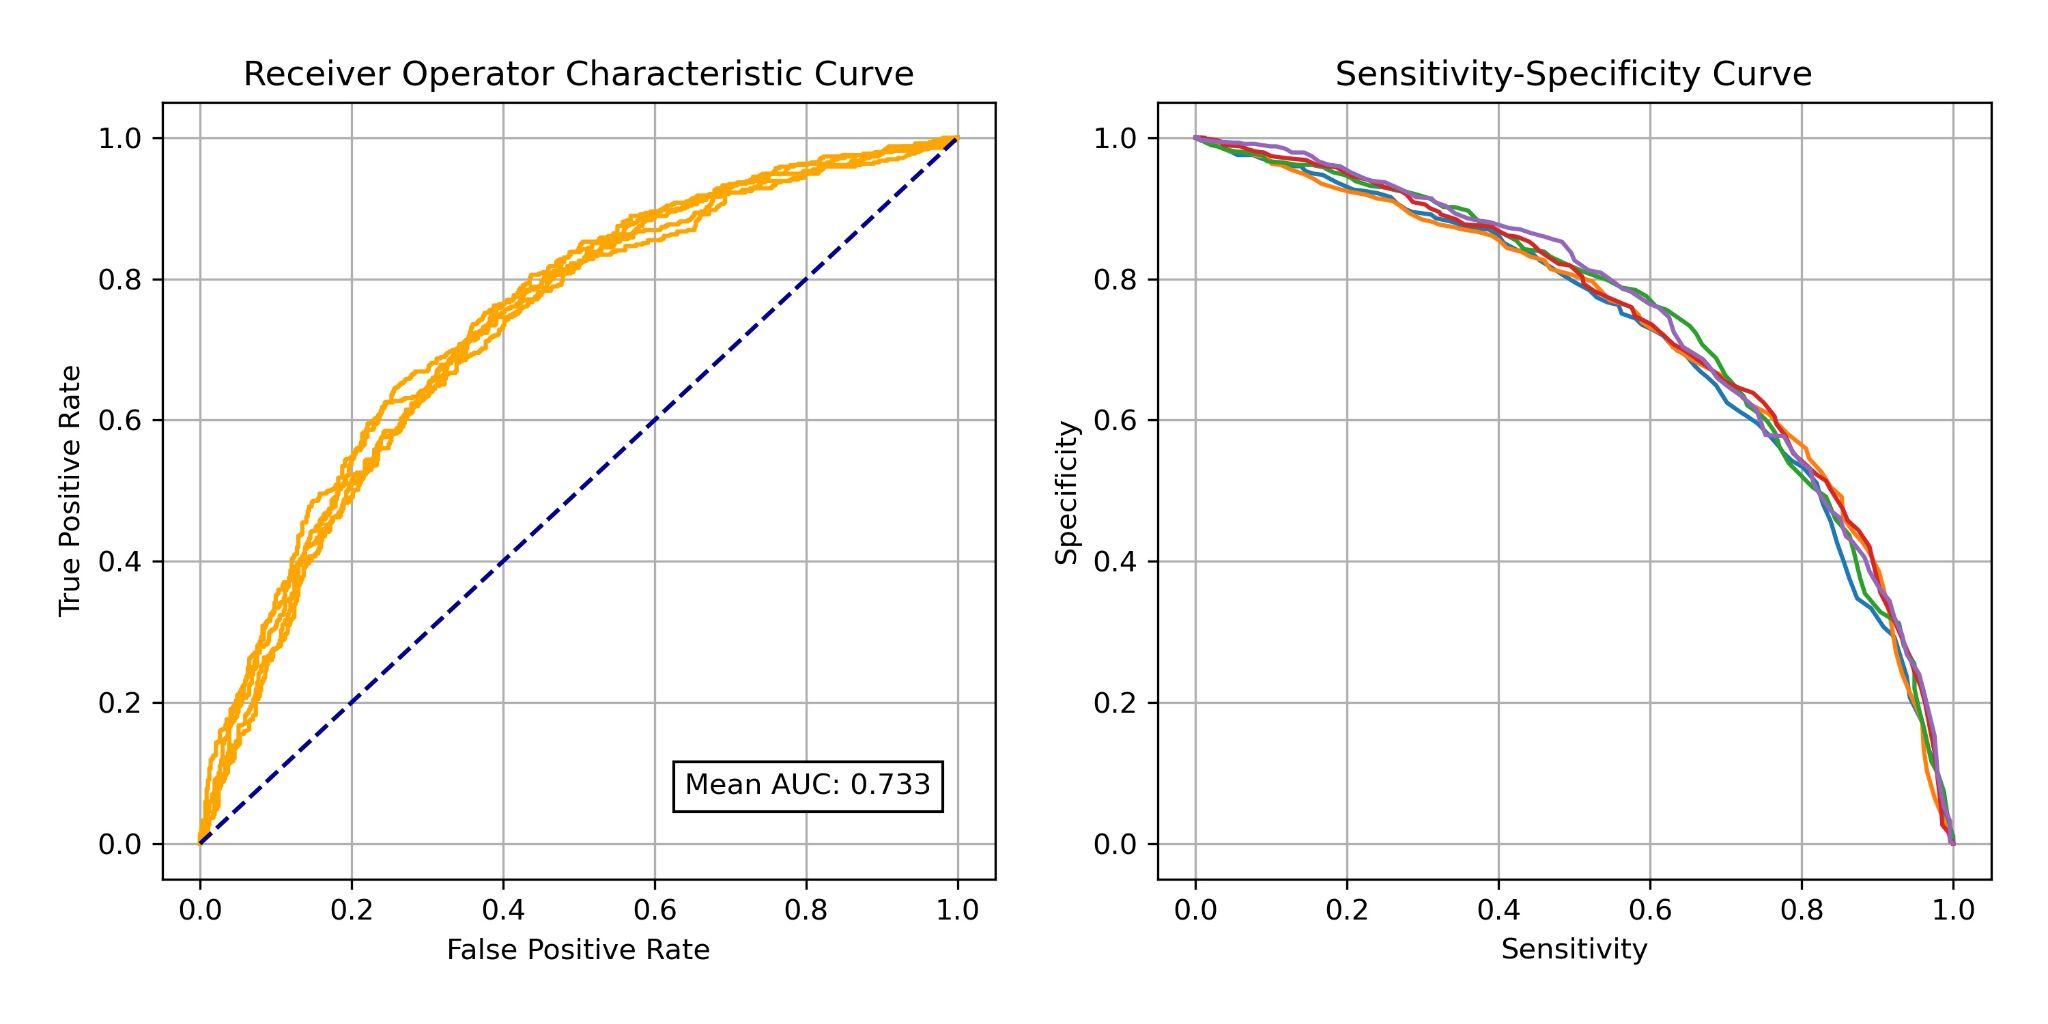 Receiver Operator Characteristic Curve
1.0
0.8
0.6
0.4
0.2
0.0
True Positive Rate
Mean AUC: 0.733
0.0 0.2 0.4 0.6 0.8 1.0
False Positive Rate
Sensitivity-Specificity Curve
1.0
0.8
0.6
0.4
0.2
0.0
Specificity
0.0 0.2 0.4 0.6 0.8 1.0
Sensitivity